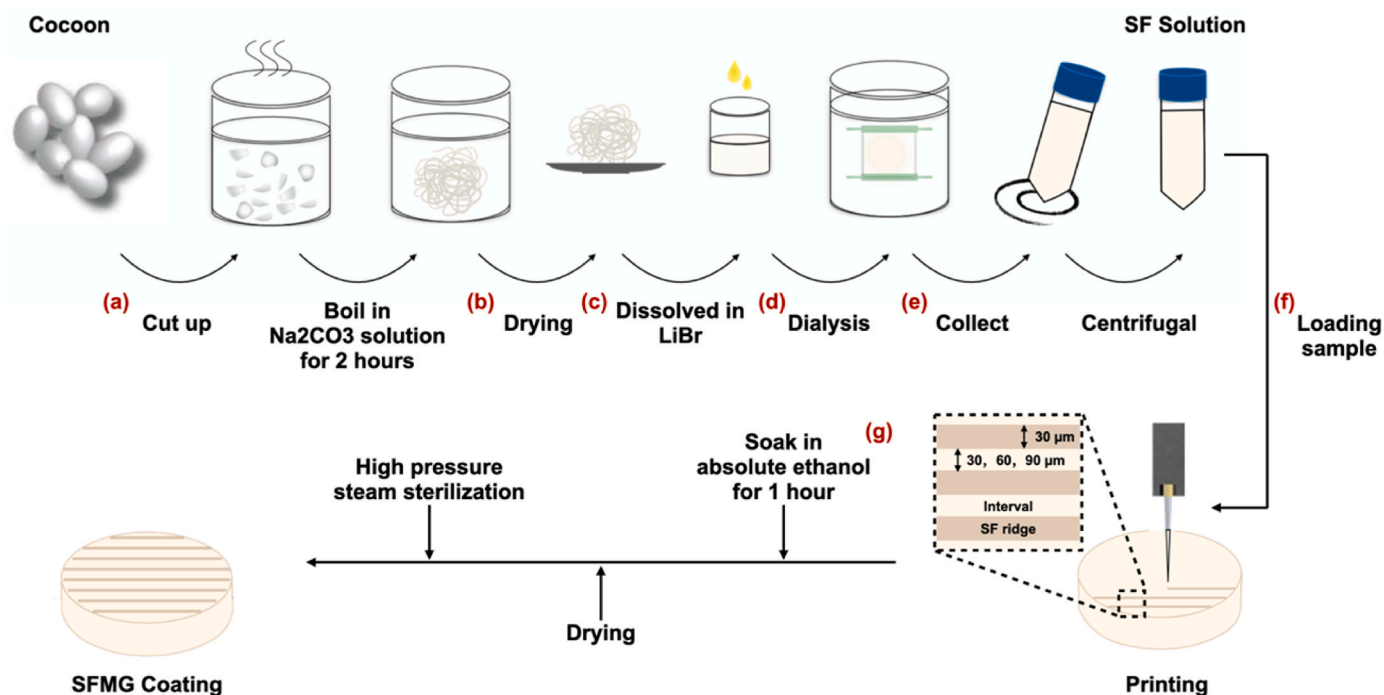 Cocoon
SF Solution
(a)
Cut up
Boil in
Na2CO3 solution
for 2 hours
(b)
Drying
(c)
Dissolved in
LiBr
(d)
Dialysis
(e)
Collect
Centrifugal
(f)
Loading
sample
(g)
30 μm
30, 60, 90 μm
Interval
SF ridge
Soak in
absolute ethanol
for 1 hour
High pressure
steam sterilization
Drying
SFMG Coating
Printing